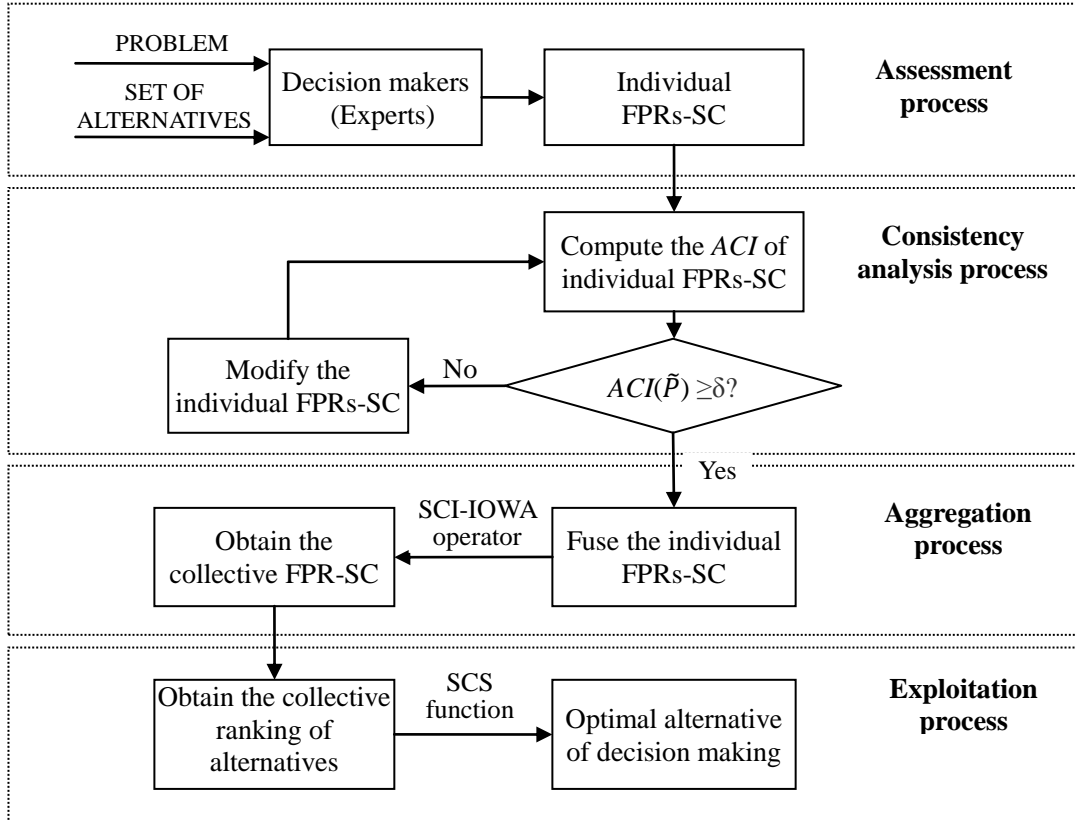 PROBLEM
SET OF
ALTERNATIVES
Decision makers
(Experts)
Individual
FPRs-SC
Assessment
process
Compute the ACI of
individual FPRs-SC
Consistency
analysis process
Modify the
individual FPRs-SC
No
ACI(P̃) ≥δ?
Yes
SCI-IOWA
operator
Obtain the
collective FPR-SC
Fuse the individual
FPRs-SC
Aggregation
process
Obtain the collective
ranking of
alternatives
SCS
function
Optimal alternative
of decision making
Exploitation
process